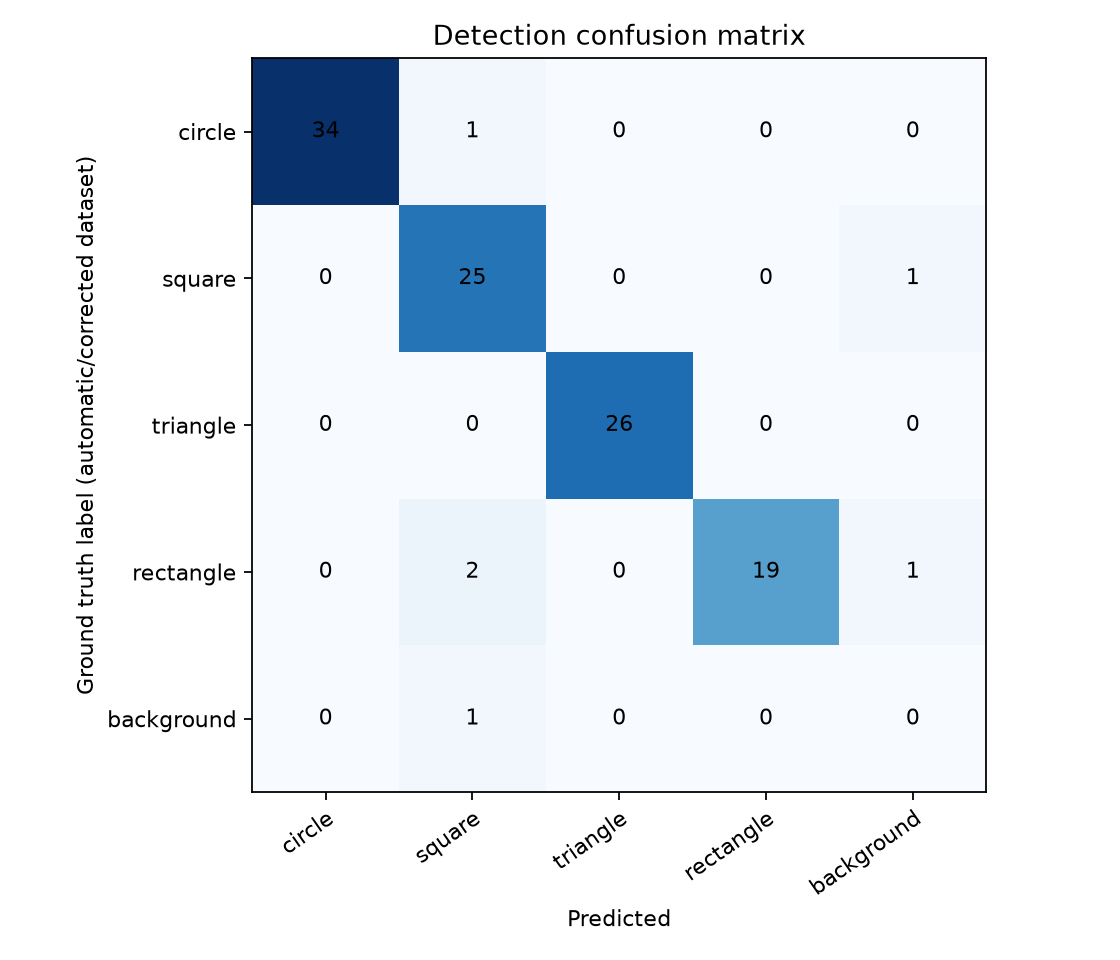 Detection confusion matrix
Ground truth label (automatic/corrected dataset)
circle 34 1 0 0 0
square 0 25 0 0 1
triangle 0 0 26 0 0
rectangle 0 2 0 19 1
background 0 1 0 0 0
circle square triangle rectangle background
Predicted